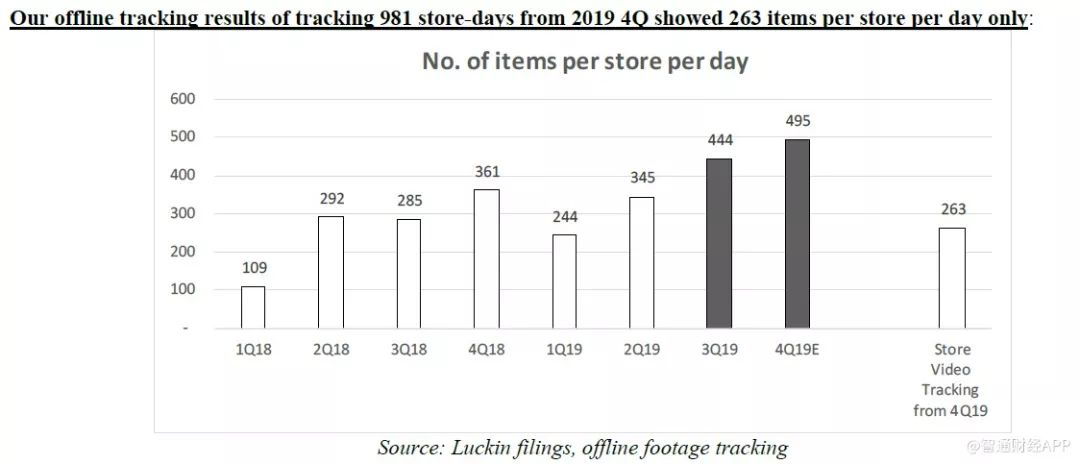 Our offline tracking results of tracking 981 store-days from 2019 4Q showed 263 items per store per day only:
No. of items per store per day
600
500
400
300
200
100
-
109
292
285
361
244
345
444
495
263
1Q18
2Q18
3Q18
4Q18
1Q19
2Q19
3Q19
4Q19E
Store
Video
Tracking
from 4Q19
Source: Luckin filings, offline footage tracking
@智通财经APP